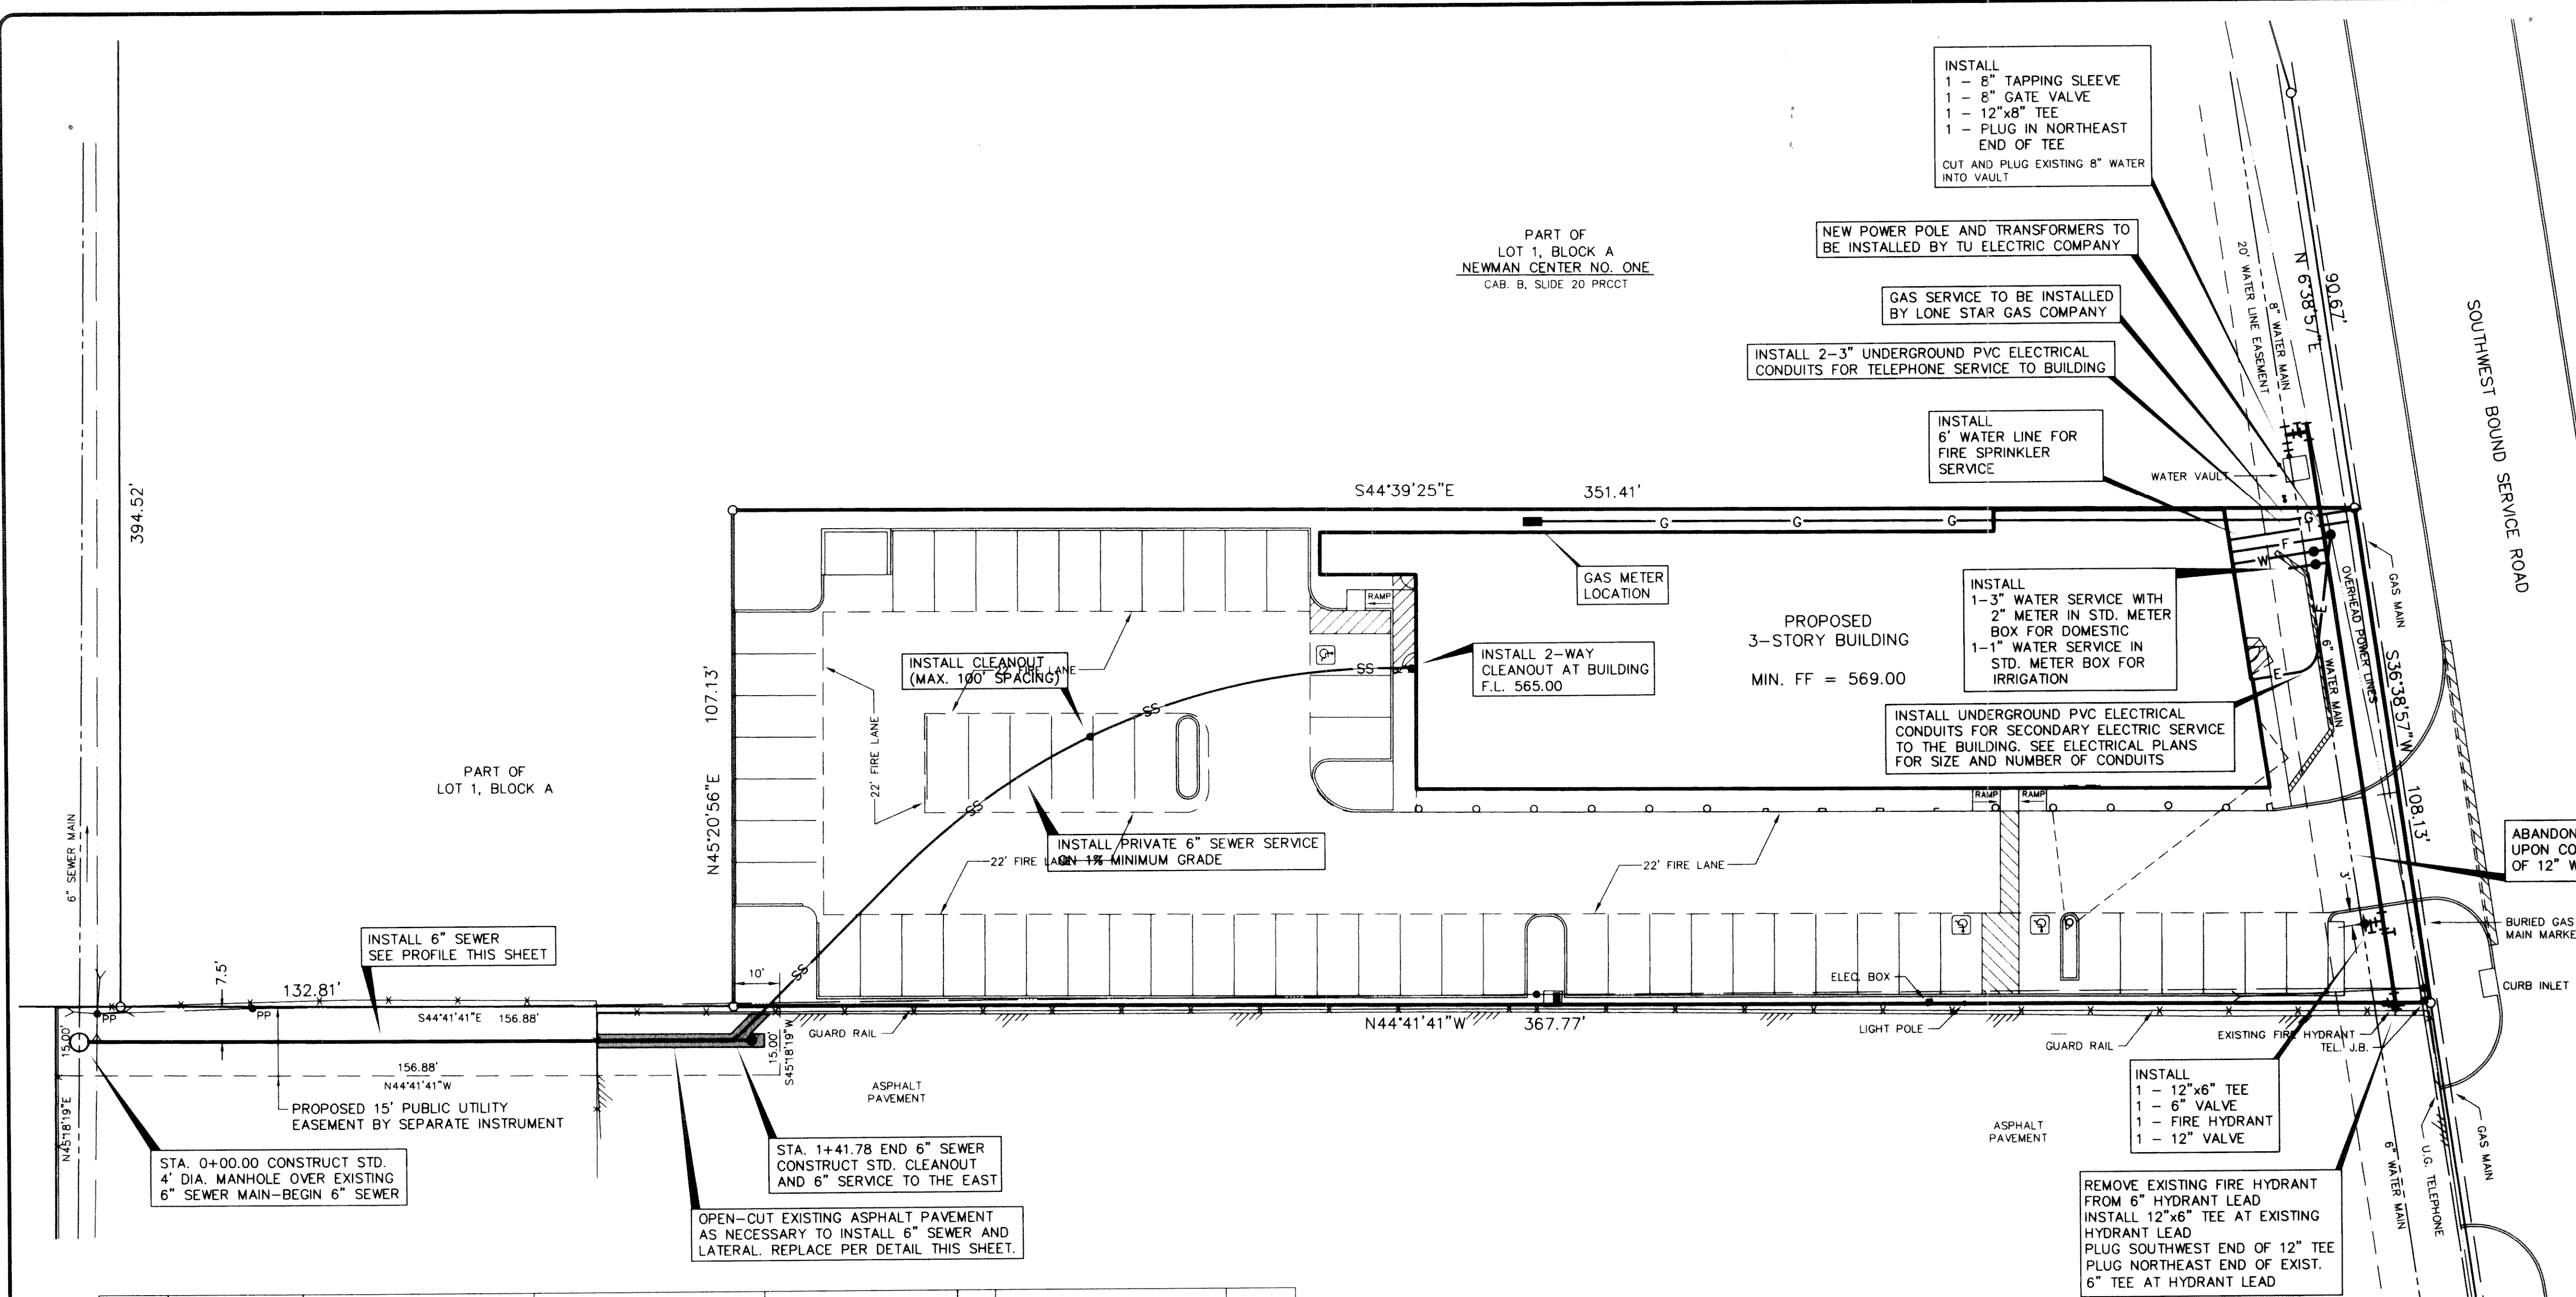 INSTALL
1 - 8" TAPPING SLEEVE
1 - 8" GATE VALVE
1 - 12"x8" TEE
1 - PLUG IN NORTHEAST
END OF TEE
CUT AND PLUG EXISTING 8" WATER
INTO VAULT
PART OF
LOT 1, BLOCK A
NEWMAN CENTER NO. ONE
CAB. B, SLIDE 20 PRCCT
NEW POWER POLE AND TRANSFORMERS TO
BE INSTALLED BY TU ELECTRIC COMPANY
GAS SERVICE TO BE INSTALLED
BY LONE STAR GAS COMPANY
INSTALL 2-3" UNDERGROUND PVC ELECTRICAL
CONDUITS FOR TELEPHONE SERVICE TO BUILDING
INSTALL
6' WATER LINE FOR
FIRE SPRINKLER
SERVICE
WATER VAULT
20' WATER LINE EASEMENT
8" WATER MAIN
N 6°38'57"E
90.67'
SOUTHWEST BOUND SERVICE ROAD
394.52'
S44°39'25"E
351.41'
G
G
G
G
F
W
E
E
GAS METER
LOCATION
RAMP
PROPOSED
3-STORY BUILDING
MIN. FF = 569.00
INSTALL
1-3" WATER SERVICE WITH
2" METER IN STD. METER
BOX FOR DOMESTIC
1-1" WATER SERVICE IN
STD. METER BOX FOR
IRRIGATION
OVERHEAD POWER LINES
6" WATER MAIN
GAS MAIN
S36°38'57"W
108.13'
INSTALL CLEANOUT
(MAX. 100' SPACING)
22' FIRE LANE
INSTALL 2-WAY
CLEANOUT AT BUILDING
F.L. 565.00
SS
SS
SS
SS
INSTALL UNDERGROUND PVC ELECTRICAL
CONDUITS FOR SECONDARY ELECTRIC SERVICE
TO THE BUILDING. SEE ELECTRICAL PLANS
FOR SIZE AND NUMBER OF CONDUITS
107.13'
N45°20'56"E
22' FIRE LANE
PART OF
LOT 1, BLOCK A
RAMP
RAMP
INSTALL PRIVATE 6" SEWER SERVICE
ON 1% MINIMUM GRADE
22' FIRE LANE
22' FIRE LANE
6" SEWER MAIN
ABANDON
UPON CO
OF 12" W
3'
BURIED GAS
MAIN MARKE
CURB INLET
INSTALL 6" SEWER
SEE PROFILE THIS SHEET
7.5'
132.81'
10'
ELEC. BOX
PP
PP
S44°41'41"E 156.88'
15.00'
15.00'
S45°18'19"W
GUARD RAIL
N44°41'41"W
367.77'
LIGHT POLE
GUARD RAIL
EXISTING FIRE HYDRANT
TEL. J.B.
156.88'
N44°41'41"W
N45°18'19"E
PROPOSED 15' PUBLIC UTILITY
EASEMENT BY SEPARATE INSTRUMENT
ASPHALT
PAVEMENT
ASPHALT
PAVEMENT
INSTALL
1 - 12"x6" TEE
1 - 6" VALVE
1 - FIRE HYDRANT
1 - 12" VALVE
STA. 0+00.00 CONSTRUCT STD.
4' DIA. MANHOLE OVER EXISTING
6" SEWER MAIN-BEGIN 6" SEWER
STA. 1+41.78 END 6" SEWER
CONSTRUCT STD. CLEANOUT
AND 6" SERVICE TO THE EAST
OPEN-CUT EXISTING ASPHALT PAVEMENT
AS NECESSARY TO INSTALL 6" SEWER AND
LATERAL. REPLACE PER DETAIL THIS SHEET.
REMOVE EXISTING FIRE HYDRANT
FROM 6" HYDRANT LEAD
INSTALL 12"x6" TEE AT EXISTING
HYDRANT LEAD
PLUG SOUTHWEST END OF 12" TEE
PLUG NORTHEAST END OF EXIST.
6" TEE AT HYDRANT LEAD
6" WATER MAIN
U.G. TELEPHONE
GAS MAIN